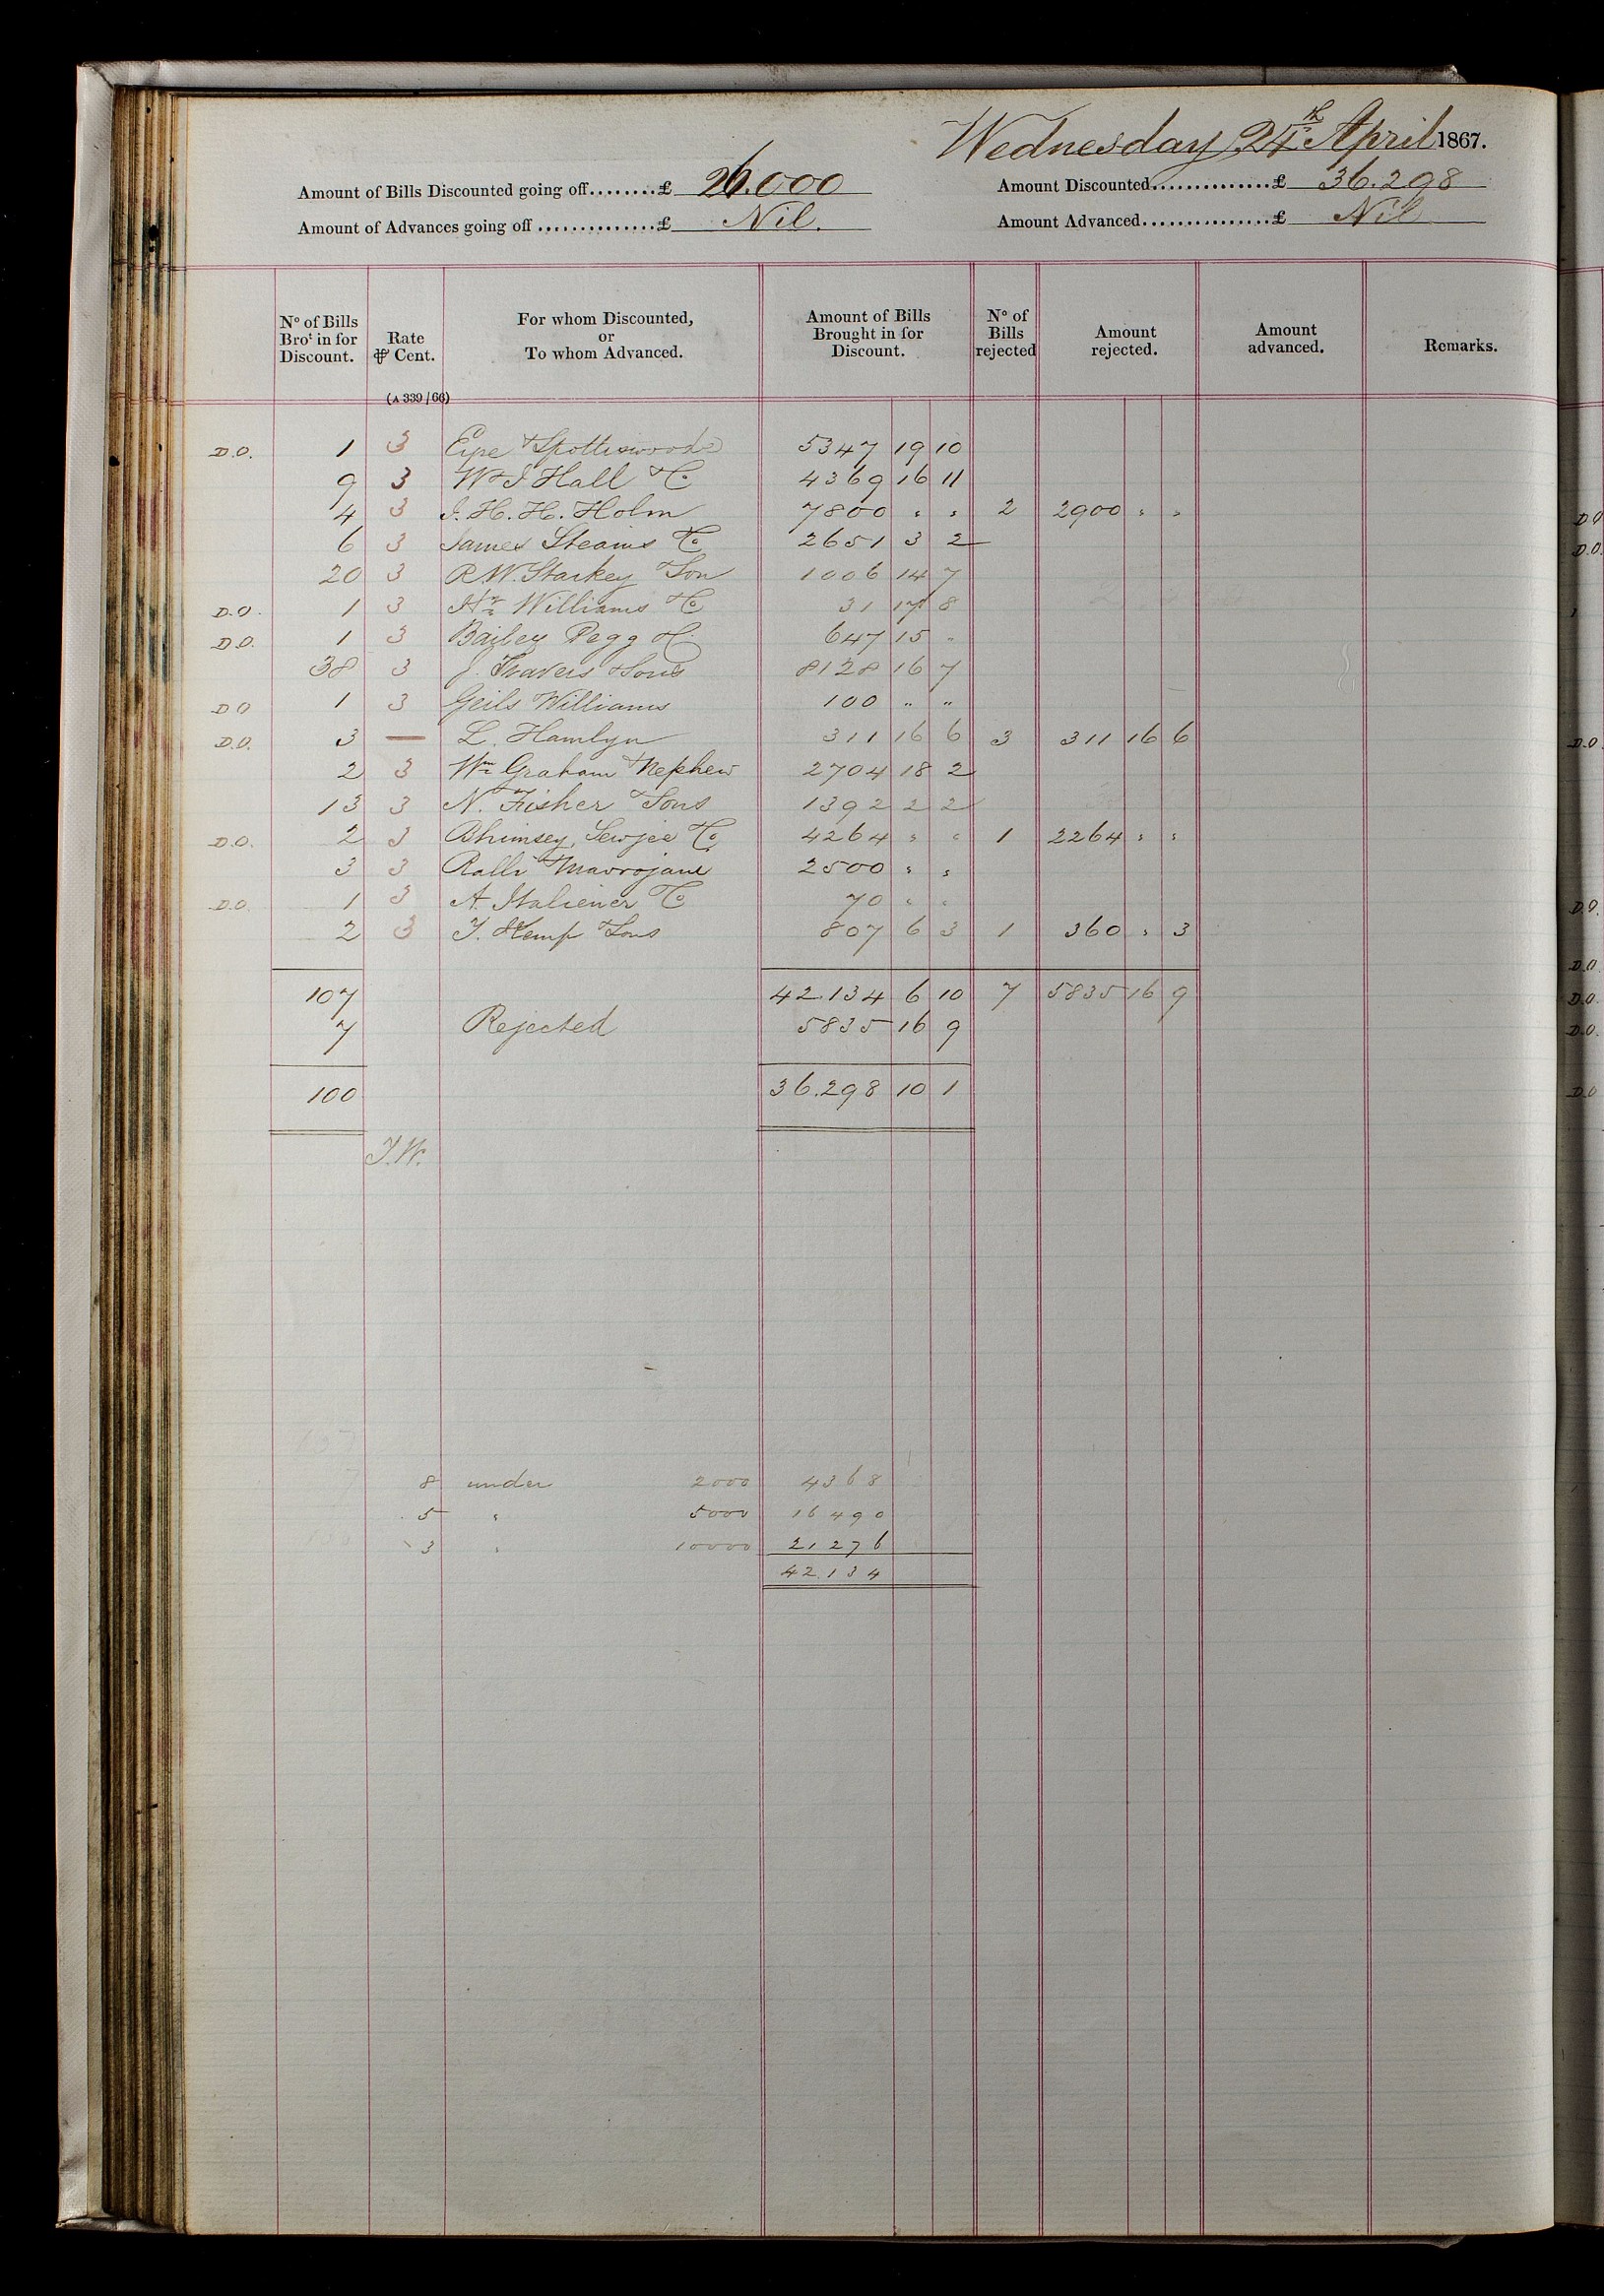 Wednesday 24th April 1867.
Amount of Bills Discounted going off........£ 26.000
Amount Discounted..............£ 36.298
Amount of Advances going off..............£ Nil.
Amount Advanced...............£ Nil
No of Bills Brot in for Discount. Rate ⅌ Cent. For whom Discounted, or To whom Advanced. Amount of Bills Brought in for Discount. No of Bills rejected Amount rejected. Amount advanced. Remarks.
(A 339/66)
D.O. 1 3 Eyre & Spottiswoode 5347 19 10
9 3 W & J Hall & Co 4369 16 11
4 3 J. H. H. Holm 7800 " " 2 2900 " "
6 3 James Steains & Co 2651 3 2
20 3 R W. Starkey & Son 1006 14 7
D.O. 1 3 Hy Williams & Co 31 17 8
D.O. 1 3 Bailey Pegg & Co 647 15 "
38 3 J. Travers & Sons 8128 16 7
D.O 1 3 Geils Williams 100 " "
D.O. 3 — L. Hamlyn 311 16 6 3 311 16 6
2 3 Wm Graham & Nephew 2704 18 2
13 3 N. Fisher & Sons 1392 2 2
D.O. 2 3 Bhimsey, Sewjee & Co 4264 " " 1 2264 " "
3 3 Ralli & Mavrojani 2500 " "
D.O. 1 3 A. Italiener & Co 70 " "
2 3 T. Kemp & Sons 807 6 3 1 360 " 3
107 42.134 6 10 7 5835 16 9
7 Rejected 5835 16 9
100 36.298 10 1
T.W.
8 under 2000 4368
5 " 5000 16490
3 " 10000 21276
42.134